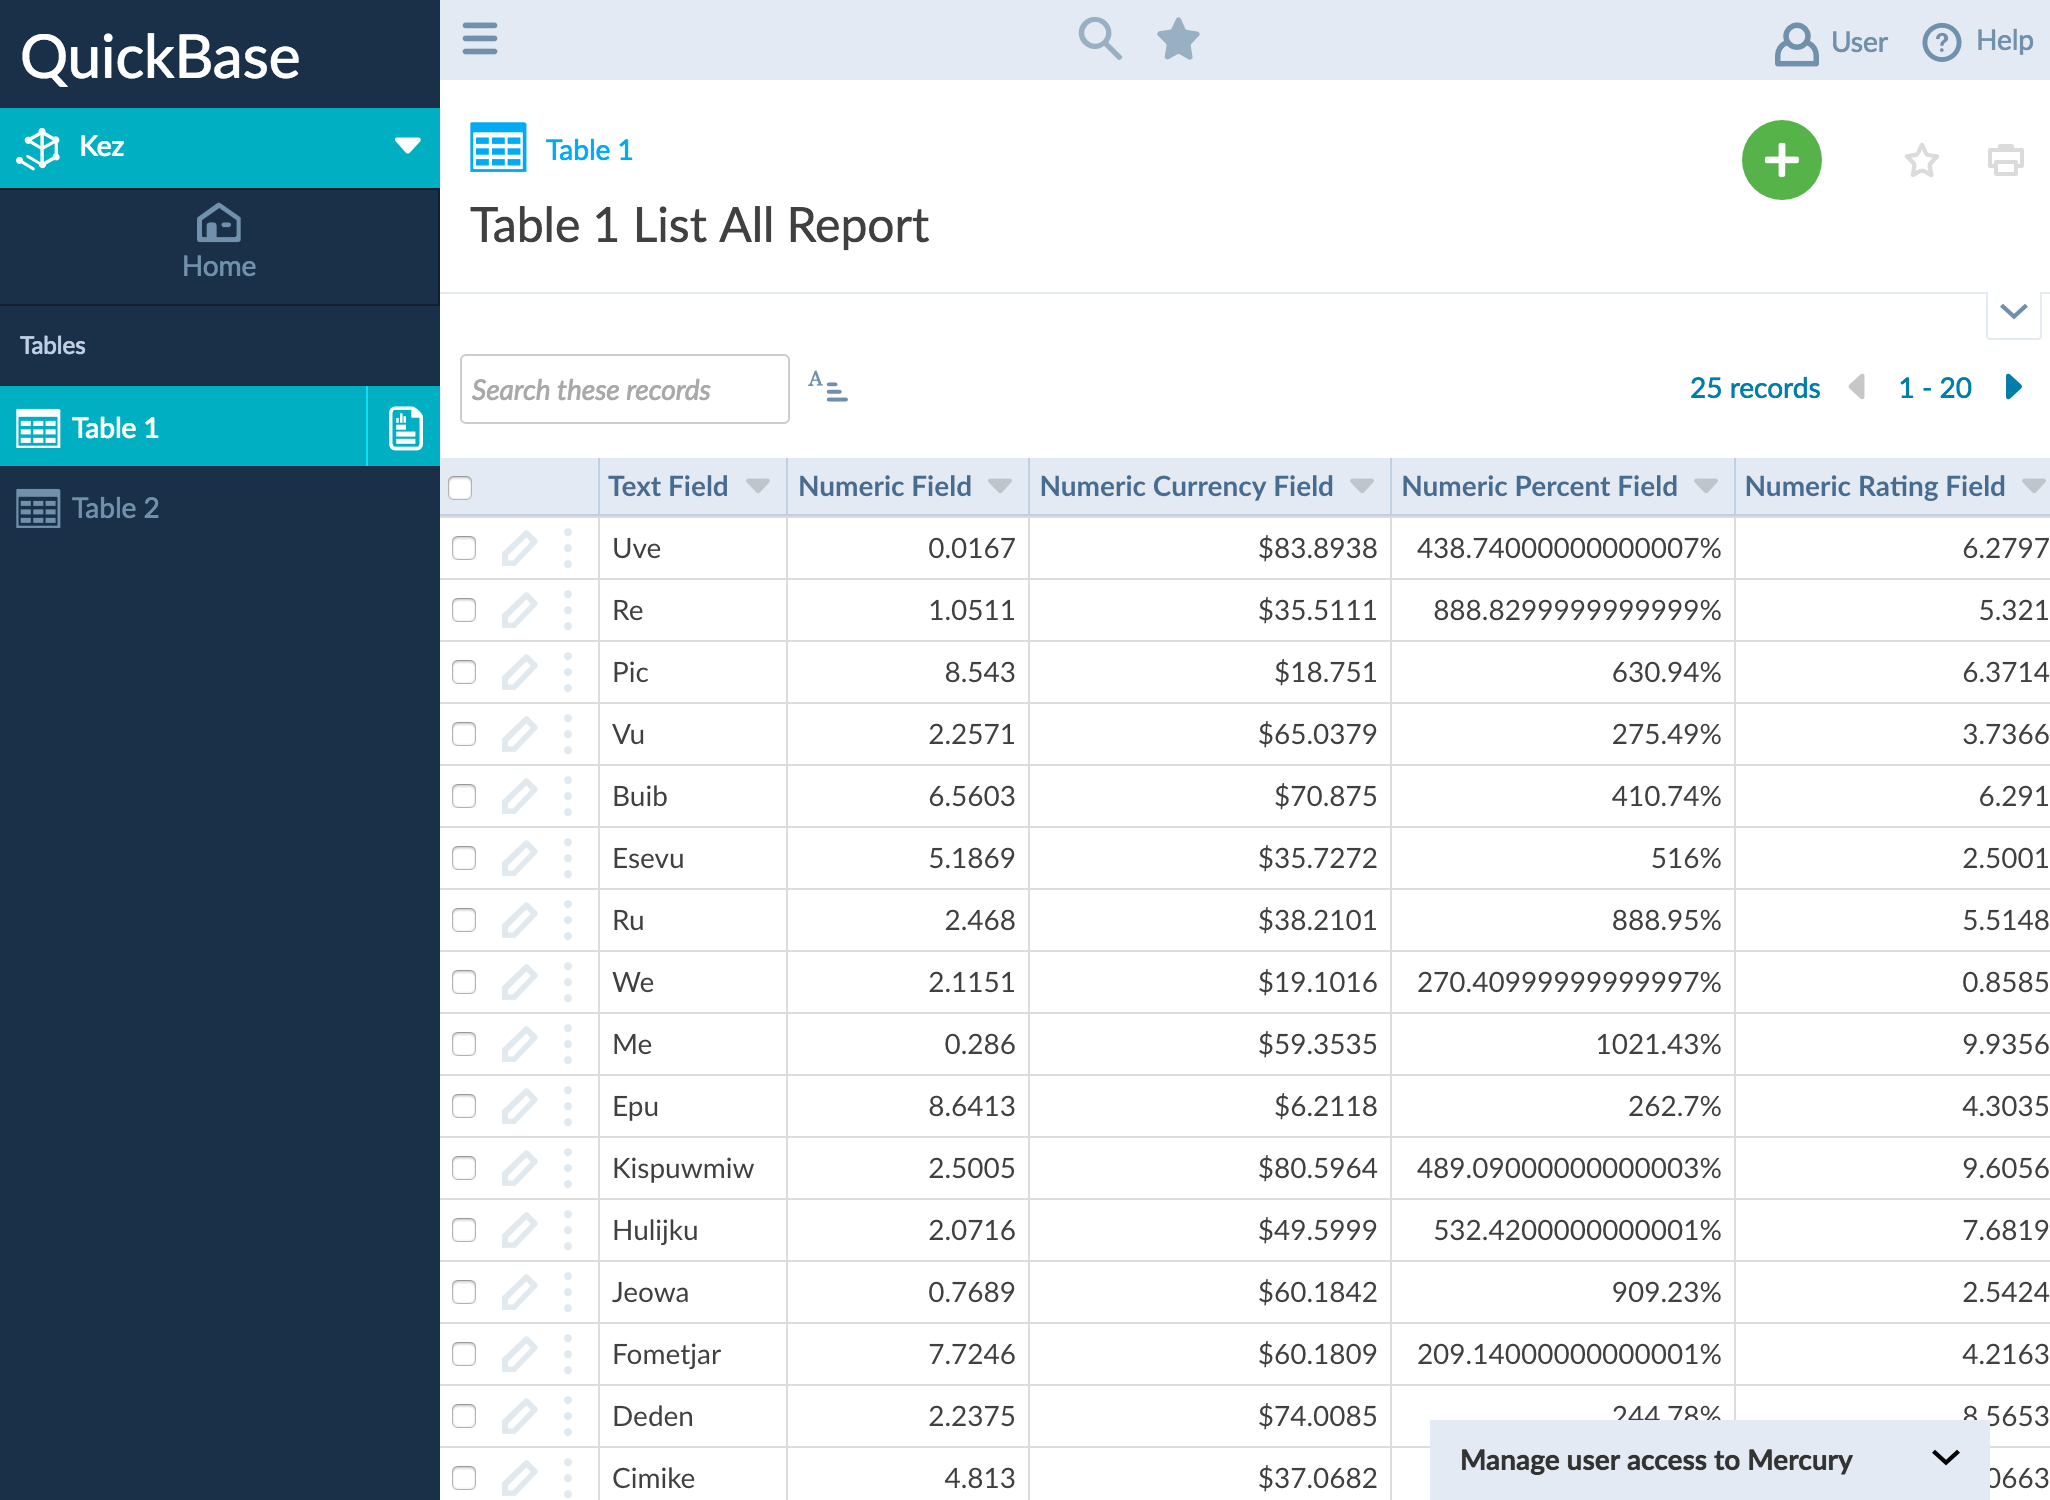 QuickBase
User
? Help
Kez
Home
Tables
Table 1
Table 2
Table 1
Table 1 List All Report
Search these records
A
25 records 1 - 20
Text Field Numeric Field Numeric Currency Field Numeric Percent Field Numeric Rating Field
Uve 0.0167 $83.8938 438.74000000000007% 6.2797
Re 1.0511 $35.5111 888.8299999999999% 5.321
Pic 8.543 $18.751 630.94% 6.3714
Vu 2.2571 $65.0379 275.49% 3.7366
Buib 6.5603 $70.875 410.74% 6.291
Esevu 5.1869 $35.7272 516% 2.5001
Ru 2.468 $38.2101 888.95% 5.5148
We 2.1151 $19.1016 270.40999999999997% 0.8585
Me 0.286 $59.3535 1021.43% 9.9356
Epu 8.6413 $6.2118 262.7% 4.3035
Kispuwmiw 2.5005 $80.5964 489.09000000000003% 9.6056
Hulijku 2.0716 $49.5999 532.4200000000001% 7.6819
Jeowa 0.7689 $60.1842 909.23% 2.5424
Fometjar 7.7246 $60.1809 209.14000000000001% 4.2163
Deden 2.2375 $74.0085 244.78% 8.5653
Cimike 4.813 $37.0682
Manage user access to Mercury